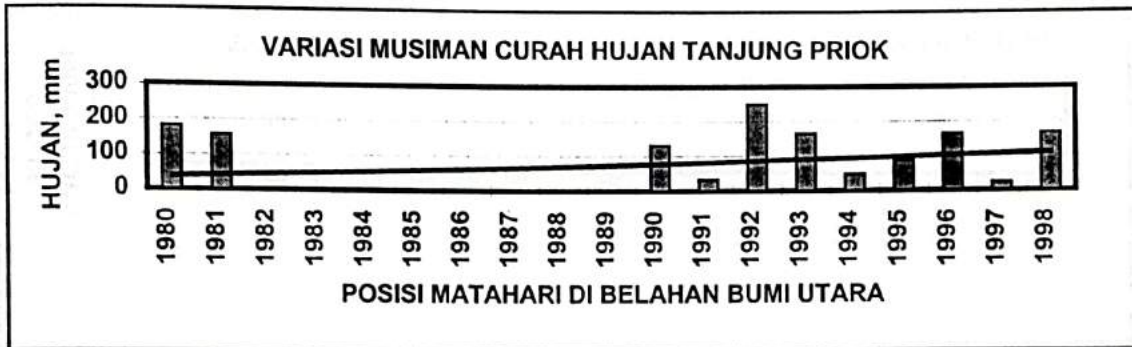 VARIASI MUSIMAN CURAH HUJAN TANJUNG PRIOK
HUJAN, mm
300
200
100
0
1980 1981 1982 1983 1984 1985 1986 1987 1988 1989 1990 1991 1992 1993 1994 1995 1996 1997 1998
POSISI MATAHARI DI BELAHAN BUMI UTARA